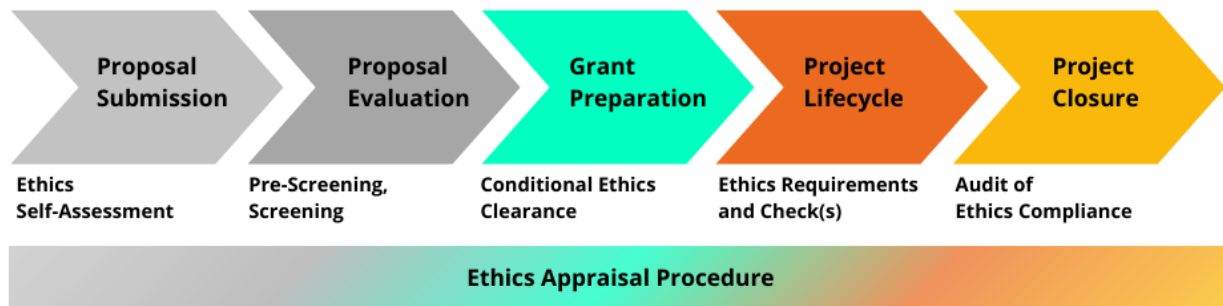 Proposal
Submission
Proposal
Evaluation
Grant
Preparation
Project
Lifecycle
Project
Closure
Ethics
Self-Assessment
Pre-Screening,
Screening
Conditional Ethics
Clearance
Ethics Requirements
and Check(s)
Audit of
Ethics Compliance
Ethics Appraisal Procedure